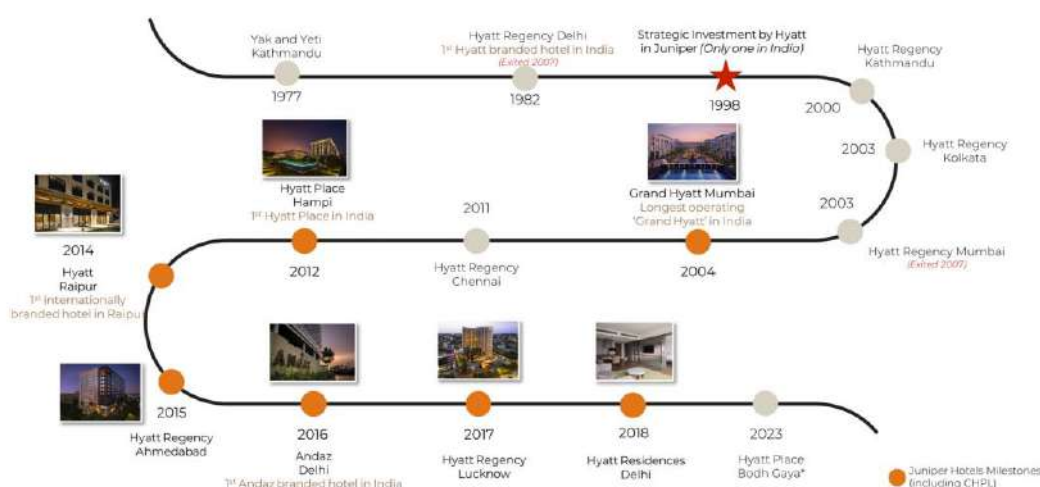 Yak and Yeti
Kathmandu
1977
Hyatt Regency Delhi
1st Hyatt branded hotel in India
(Exited 2007)
1982
Strategic Investment by Hyatt
in Juniper (Only one in India)
1998
Hyatt Regency
Kathmandu
2000
2003
Hyatt Regency
Kolkata
2003
Hyatt Regency Mumbai
(Exited 2007)
Grand Hyatt Mumbai
Longest operating
'Grand Hyatt' in India
2004
2011
Hyatt Regency
Chennai
Hyatt Place
Hampi
1st Hyatt Place in India
2012
2014
Hyatt
Raipur
1st internationally
branded hotel in Raipur
2015
Hyatt Regency
Ahmedabad
2016
Andaz
Delhi
1st Andaz branded hotel in India
2017
Hyatt Regency
Lucknow
2018
Hyatt Residences
Delhi
2023
Hyatt Place
Bodh Gaya*
Juniper Hotels Milestones
(including CHPL)